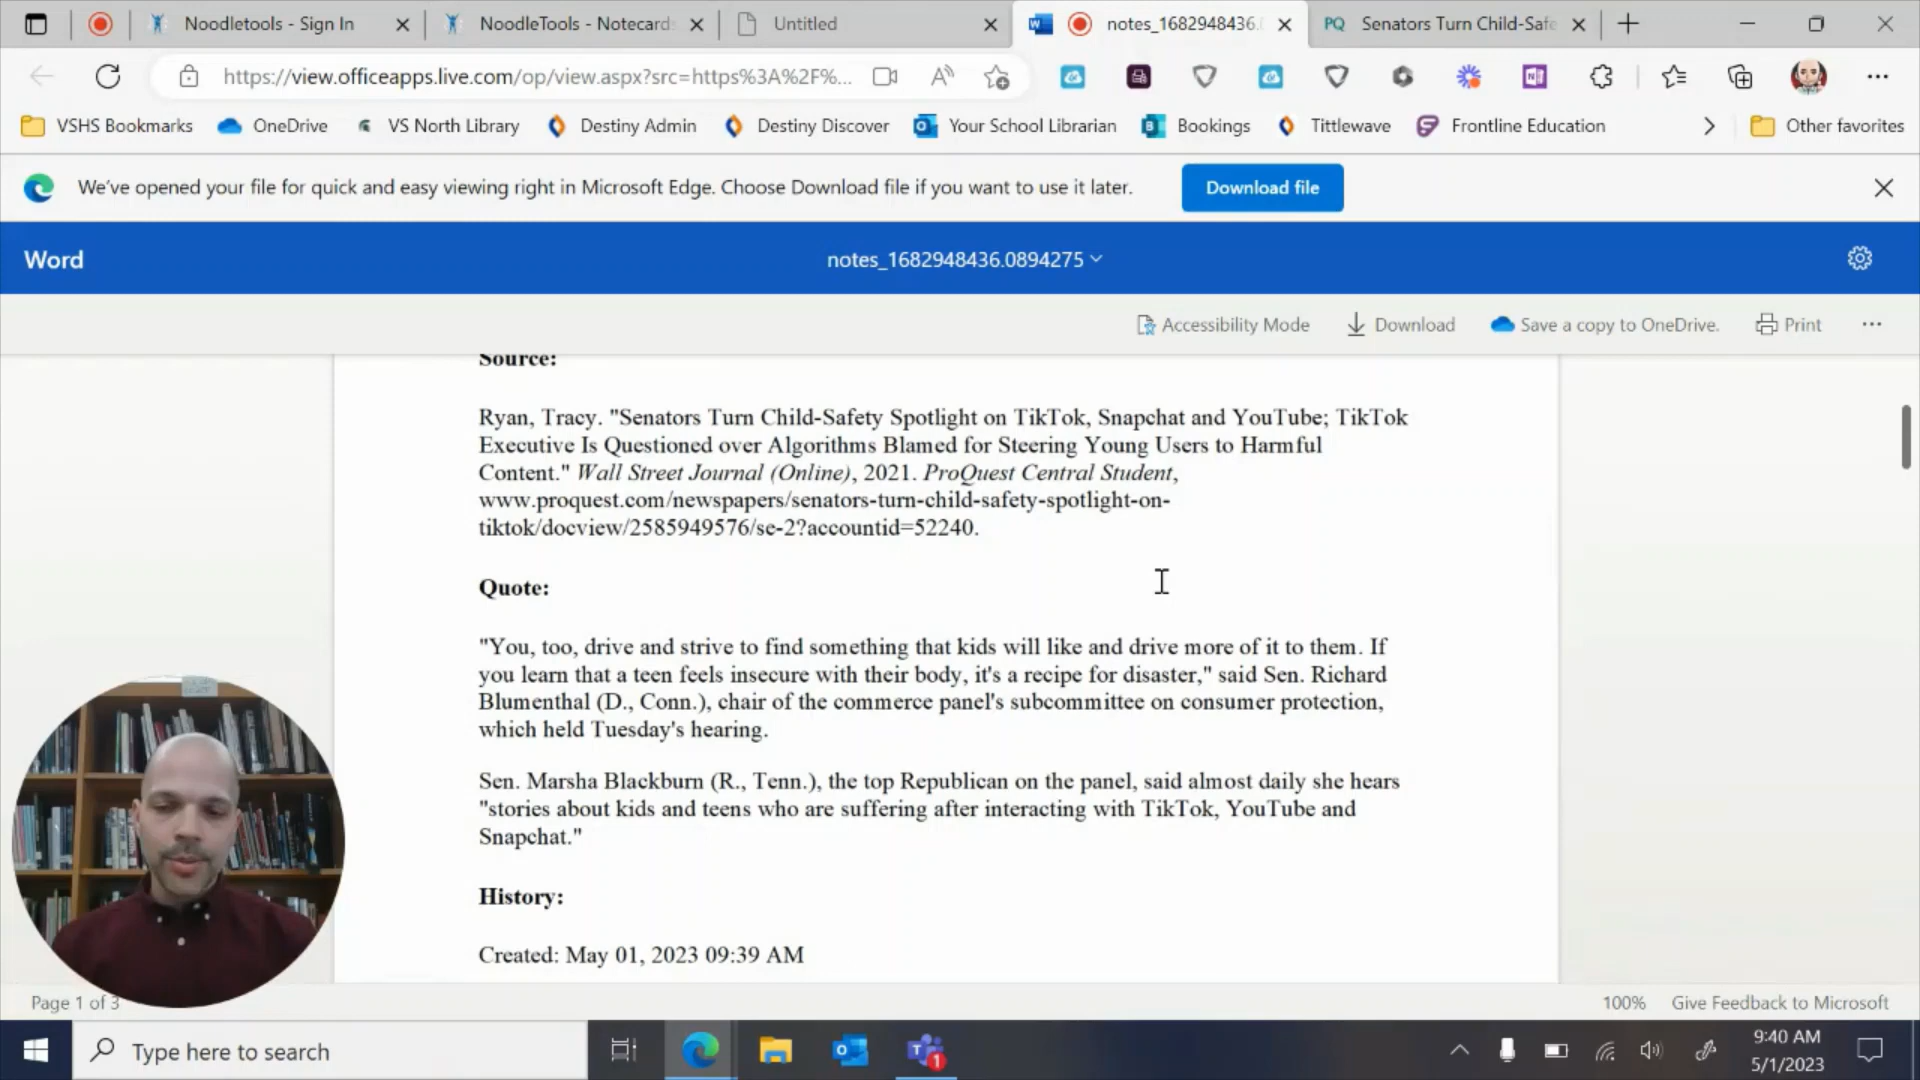 Noodletools - Sign In
NoodleTools - Notecards
Untitled
notes_1682948436.
PQ Senators Turn Child-Safe
https://view.officeapps.live.com/op/view.aspx?src=https%3A%2F%...
VSHS Bookmarks
OneDrive
VS North Library
Destiny Admin
Destiny Discover
Your School Librarian
Bookings
Tittlewave
Frontline Education
Other favorites
We've opened your file for quick and easy viewing right in Microsoft Edge. Choose Download file if you want to use it later.
Download file
Word
notes_1682948436.0894275
Accessibility Mode
Download
Save a copy to OneDrive.
Print
Source:
Ryan, Tracy. "Senators Turn Child-Safety Spotlight on TikTok, Snapchat and YouTube; TikTok
Executive Is Questioned over Algorithms Blamed for Steering Young Users to Harmful
Content." Wall Street Journal (Online), 2021. ProQuest Central Student,
www.proquest.com/newspapers/senators-turn-child-safety-spotlight-on-
tiktok/docview/2585949576/se-2?accountid=52240.
Quote:
"You, too, drive and strive to find something that kids will like and drive more of it to them. If
you learn that a teen feels insecure with their body, it's a recipe for disaster," said Sen. Richard
Blumenthal (D., Conn.), chair of the commerce panel's subcommittee on consumer protection,
which held Tuesday's hearing.
Sen. Marsha Blackburn (R., Tenn.), the top Republican on the panel, said almost daily she hears
"stories about kids and teens who are suffering after interacting with TikTok, YouTube and
Snapchat."
History:
Created: May 01, 2023 09:39 AM
Page 1 of 3
100%
Give Feedback to Microsoft
Type here to search
1
9:40 AM
5/1/2023